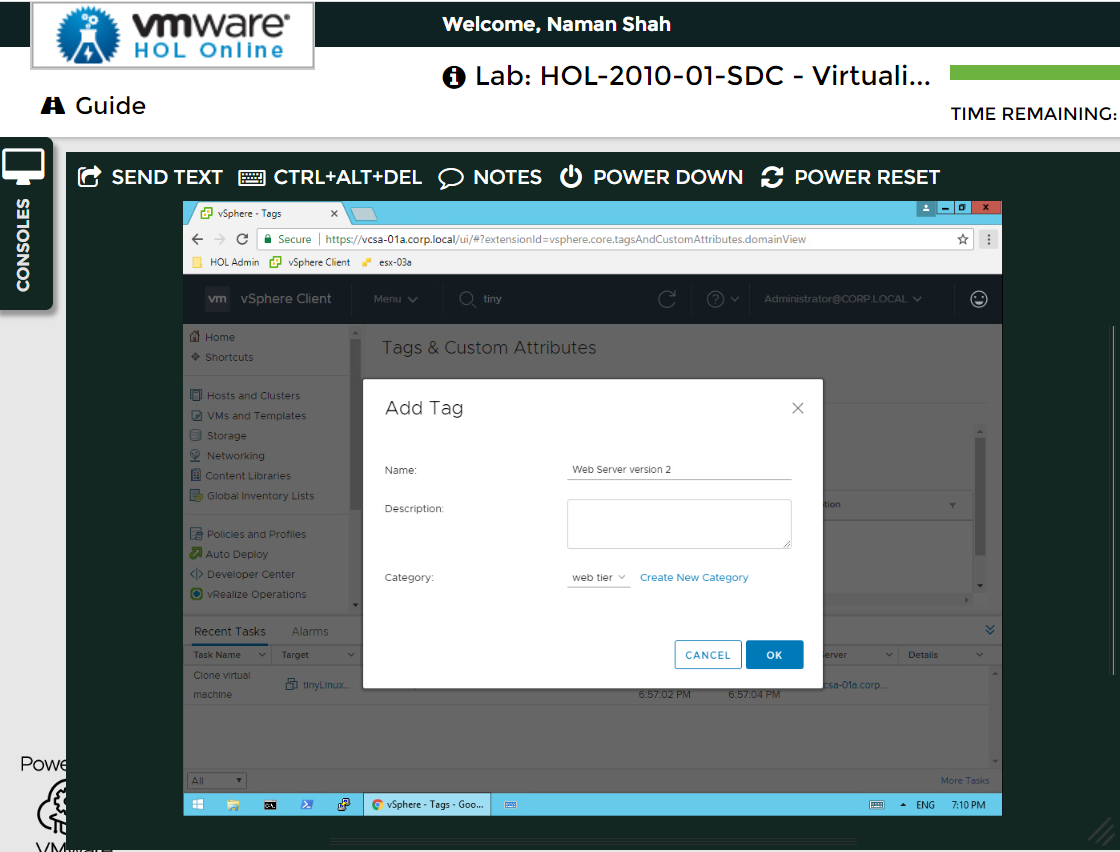 vmware®
HOL Online
Welcome, Naman Shah
Lab: HOL-2010-01-SDC - Virtuali...
Guide
TIME REMAINING:
CONSOLES
SEND TEXT CTRL+ALT+DEL NOTES POWER DOWN POWER RESET
vSphere - Tags
Secure https://vcsa-01a.corp.local/ui/#?extensionId=vsphere.core.tagsAndCustomAttributes.domainView
HOL Admin vSphere Client esx-03a
vm vSphere Client Menu tiny Administrator@CORP.LOCAL
Home
Shortcuts
Tags & Custom Attributes
Hosts and Clusters
VMs and Templates
Storage
Networking
Content Libraries
Global Inventory Lists
Policies and Profiles
Auto Deploy
Developer Center
vRealize Operations
Add Tag
Name: Web Server version 2
Description:
Category: web tier Create New Category
CANCEL OK
Recent Tasks Alarms
Task Name Target Details
Clone virtual
machine
tinyLinux...
6:57:02 PM 6:57:04 PM
csa-01a.corp...
All
More Tasks
vSphere - Tags - Goo...
ENG 7:10 PM
Powe
VMware